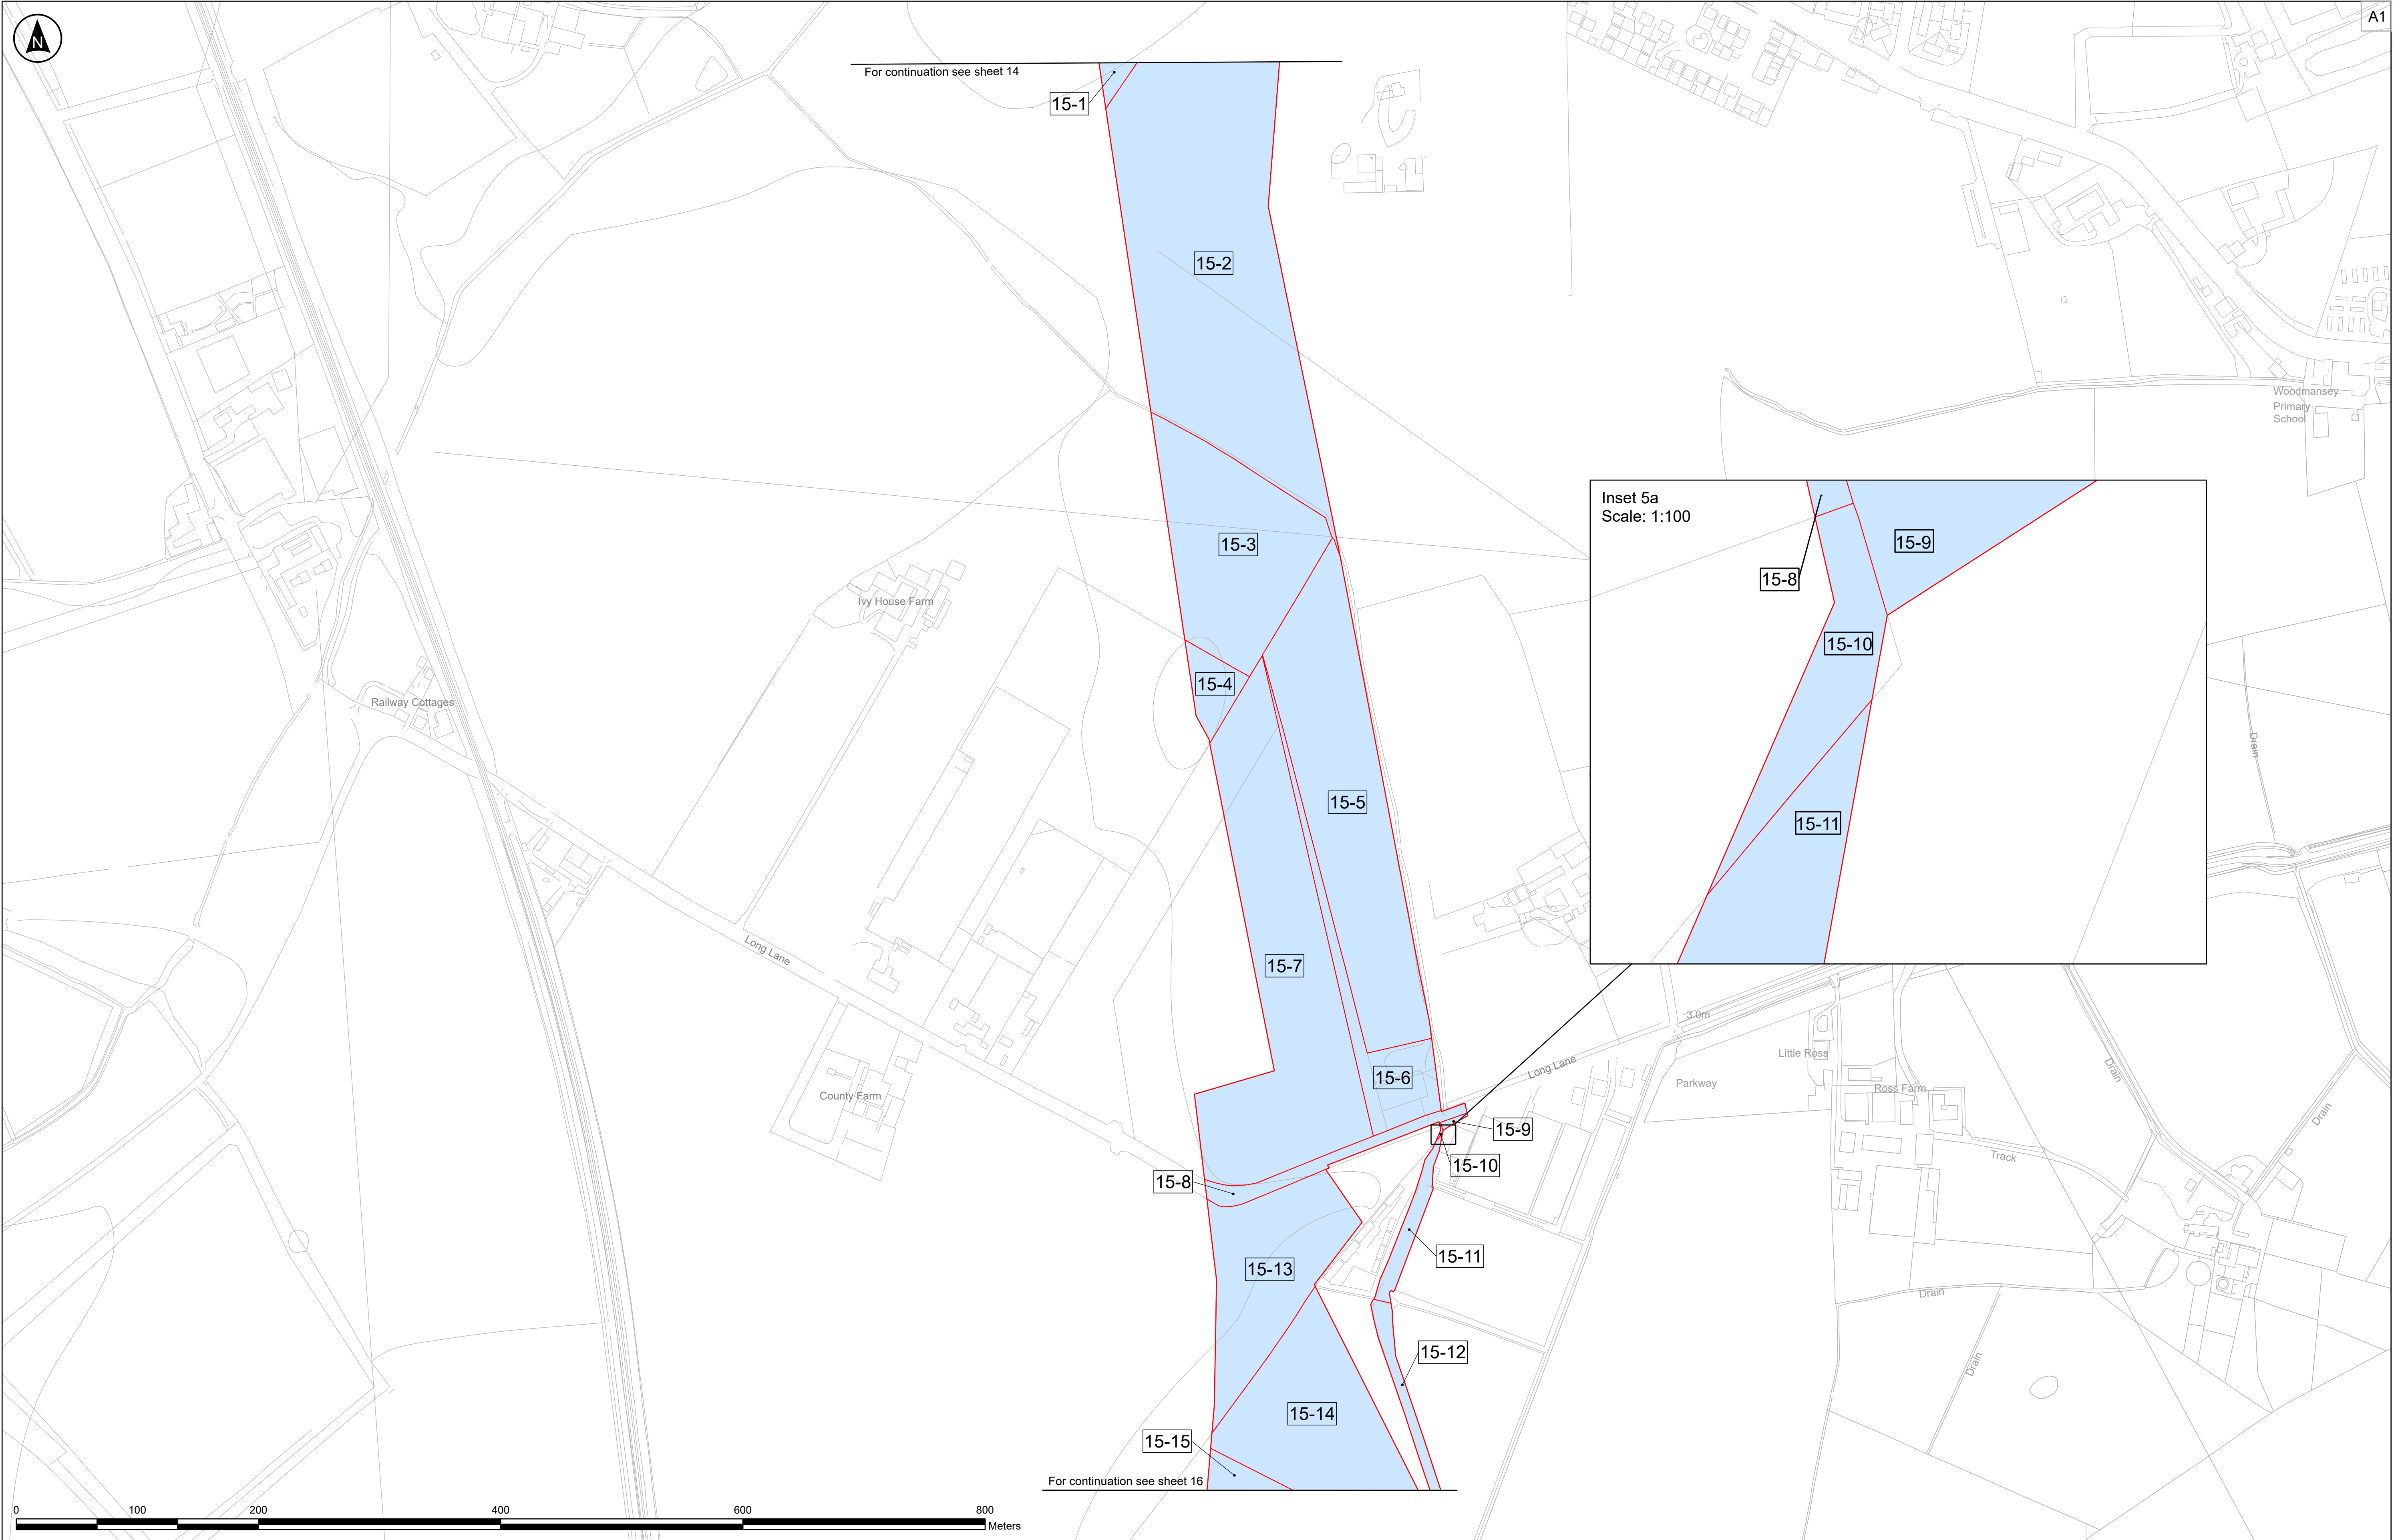 A1
N
For continuation see sheet 14
15-1
15-2
Woodmansey
Primary
School
Inset 5a
Scale: 1:100
15-9
15-8
15-10
15-11
15-3
Ivy House Farm
15-4
Railway Cottages
Drain
15-5
Long Lane
15-7
3.0m
Little Ross
Long Lane
15-6
Parkway
Ross Farm
Drain
County Farm
Drain
15-9
15-10
Track
15-8
15-11
15-13
Drain
15-12
Drain
15-14
15-15
For continuation see sheet 16
0 100 200 400 600 800
Meters